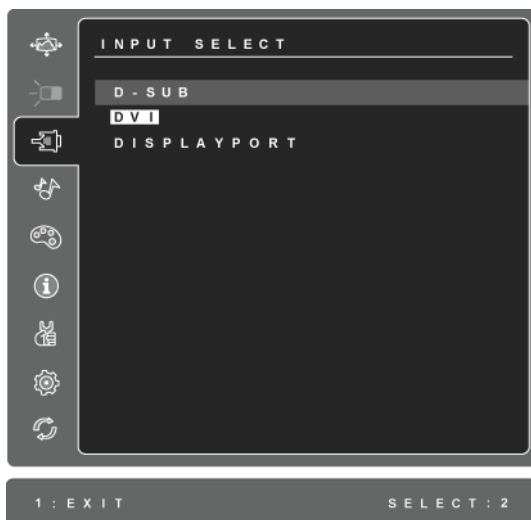 INPUT SELECT
D-SUB
DVI
DISPLAYPORT
1:EXIT SELECT:2